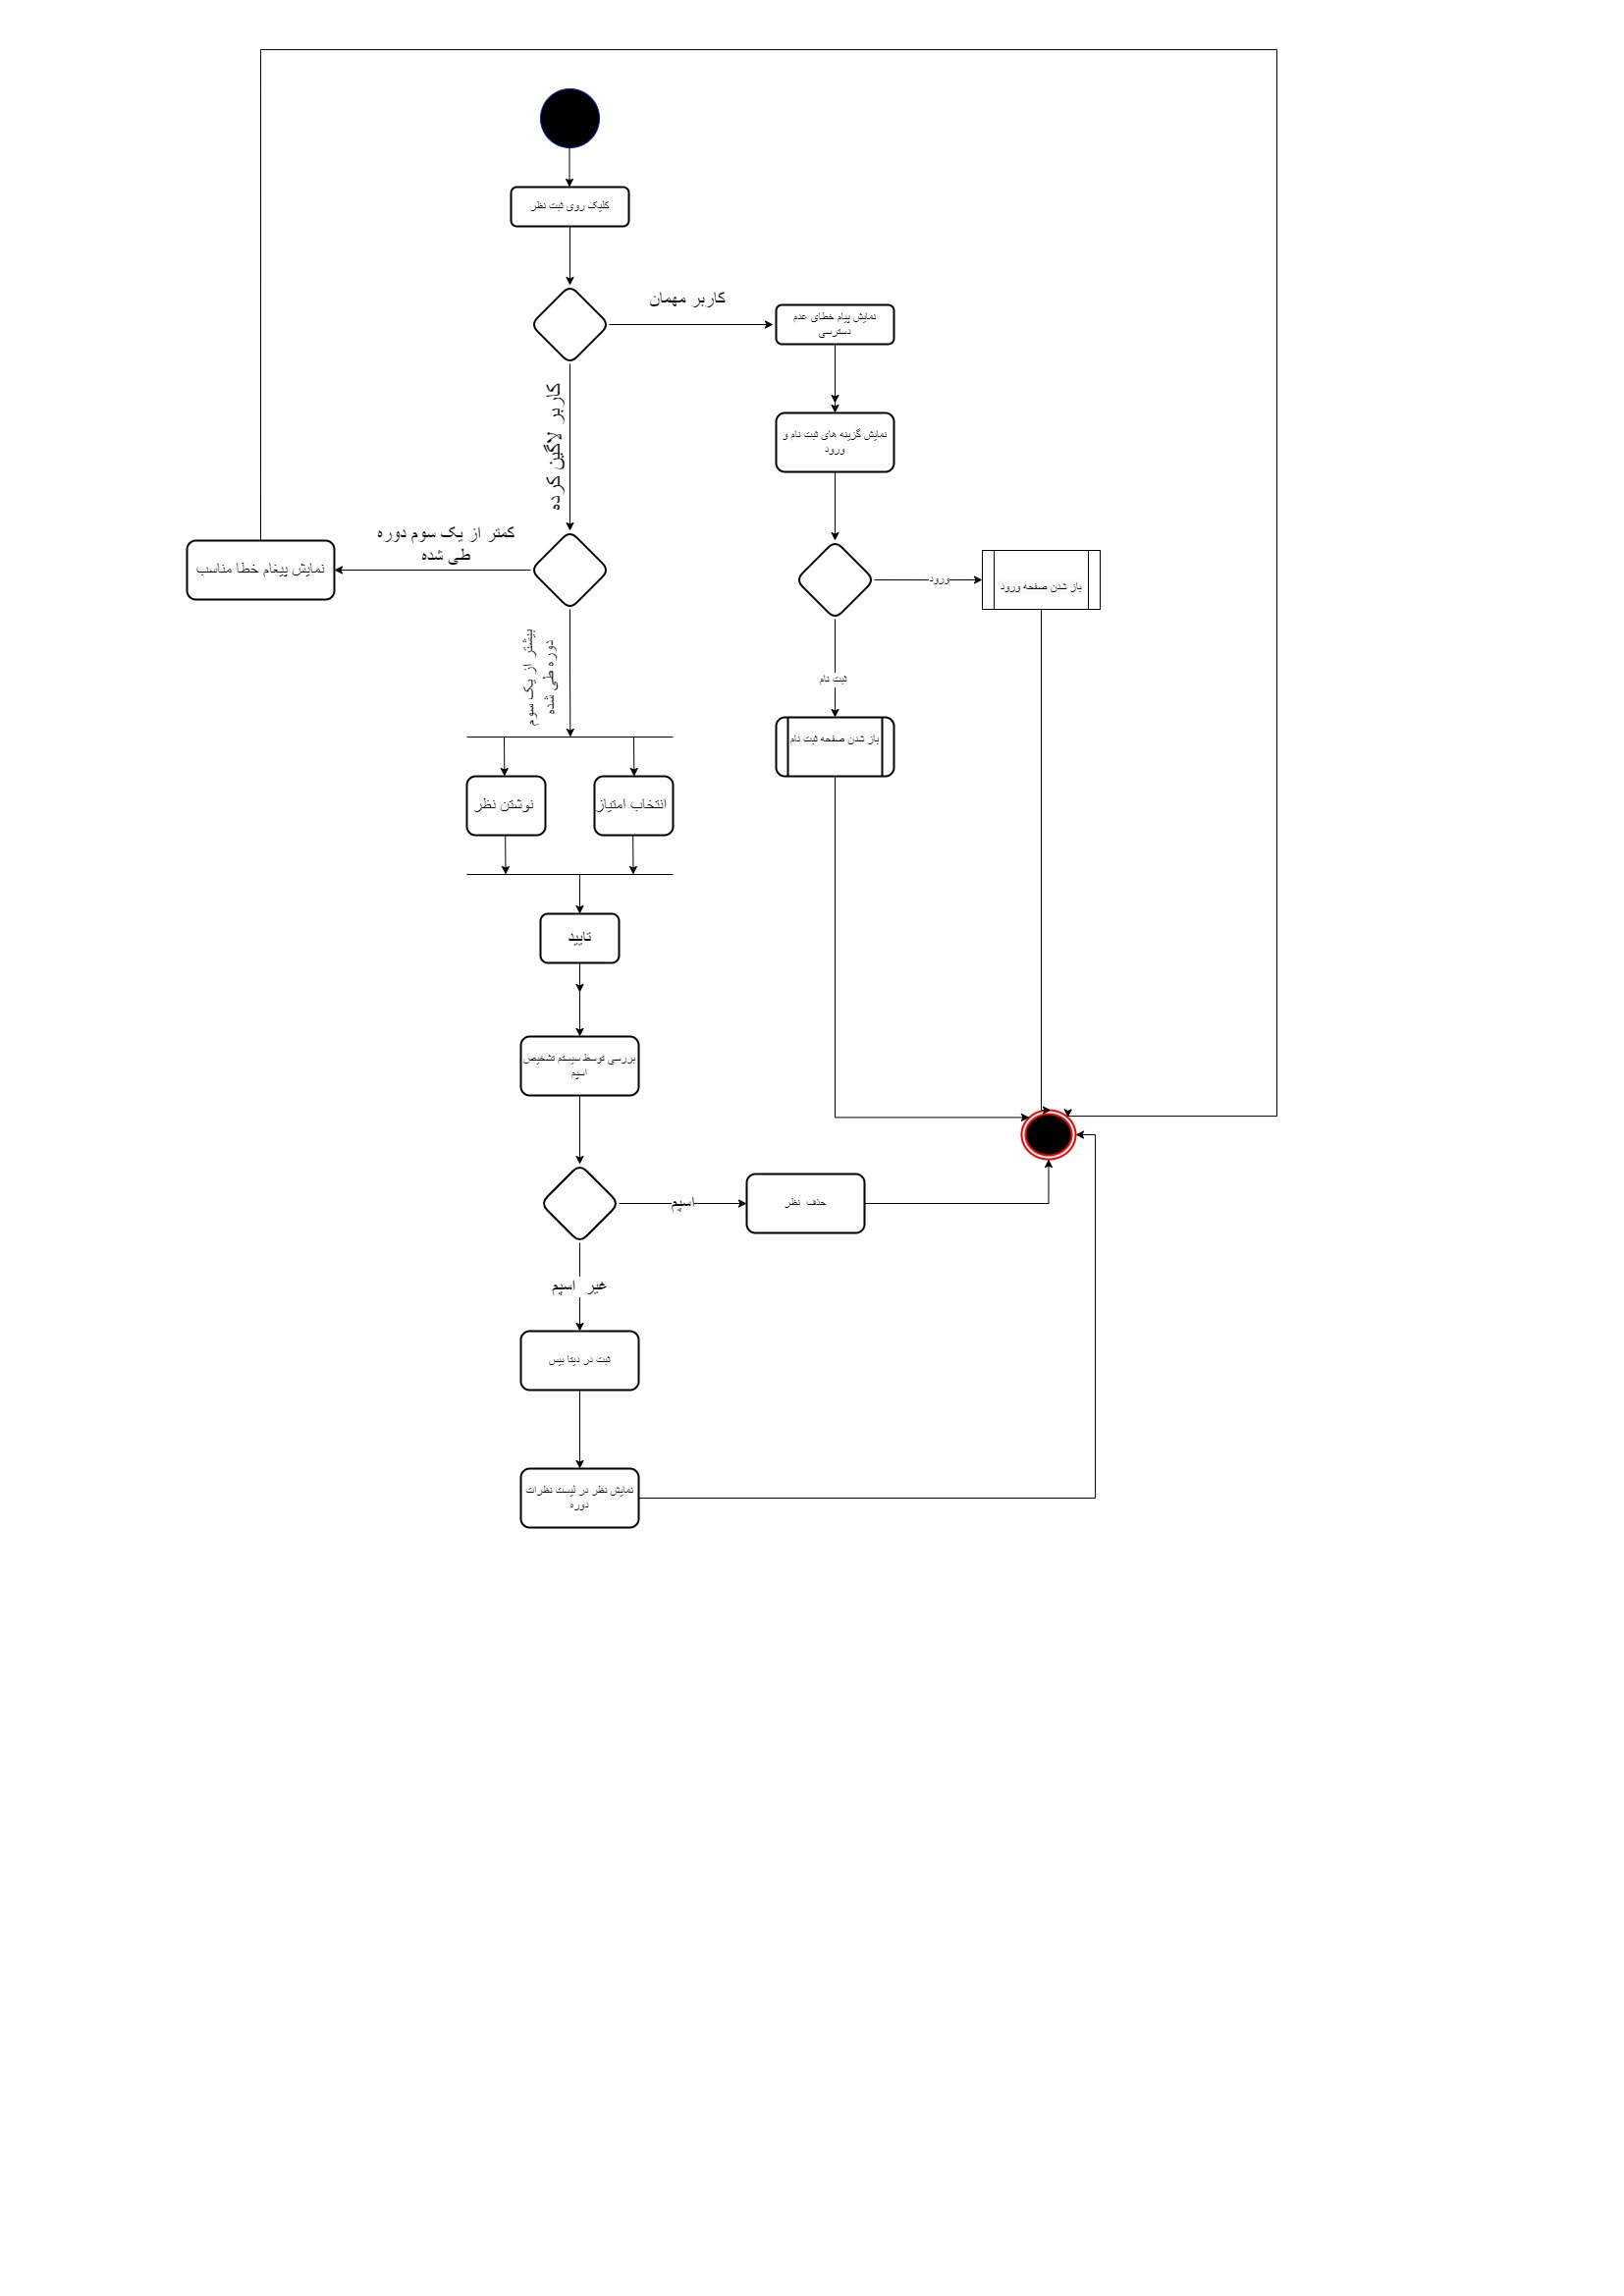 کلیک روی ثبت نظر
کاربر مهمان
نمایش پیام خطای عدم
دسترسی
کاربر لاگین کرده
نمایش گزینه های ثبت نام و
ورود
کمتر از یک سوم دوره
طی شده
نمایش پیغام خطا مناسب
ورود
باز شدن صفحه ورود
بیشتر از یک سوم
دوره طی شده
ثبت نام
باز شدن صفحه ثبت نام
انتخاب امتیاز
نوشتن نظر
تایید
بررسی توسط سیستم تشخیص
اسپم
اسپم
حذف نظر
غیر اسپم
ثبت در دیتا بیس
نمایش نظر در لیست نظرات
دوره